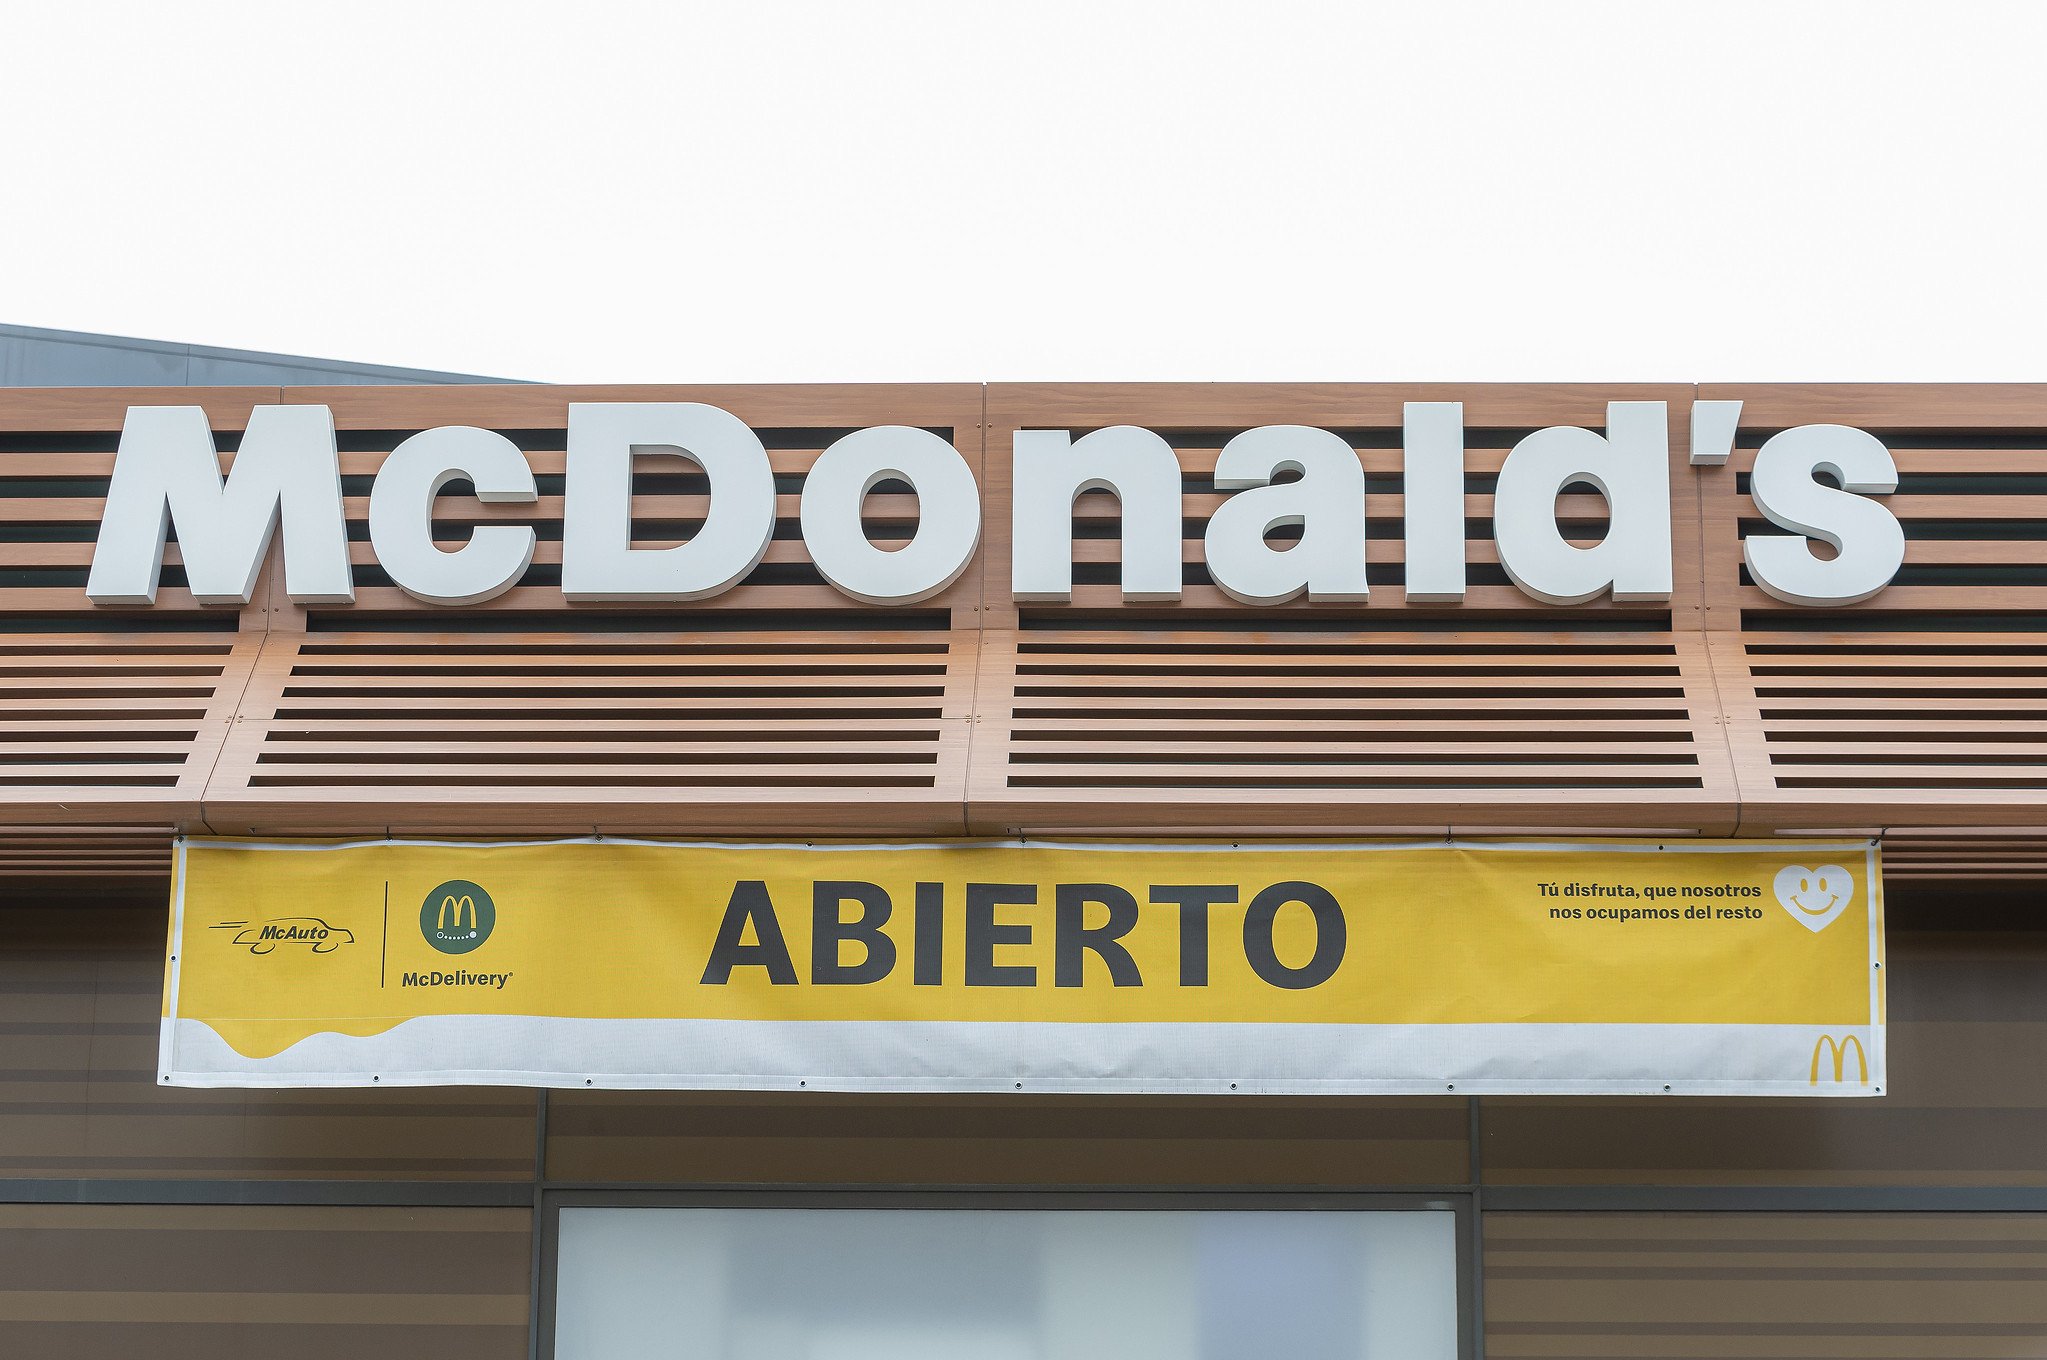 McDonald's
McAuto
McDelivery®
ABIERTO
Tú disfruta, que nosotros
nos ocupamos del resto